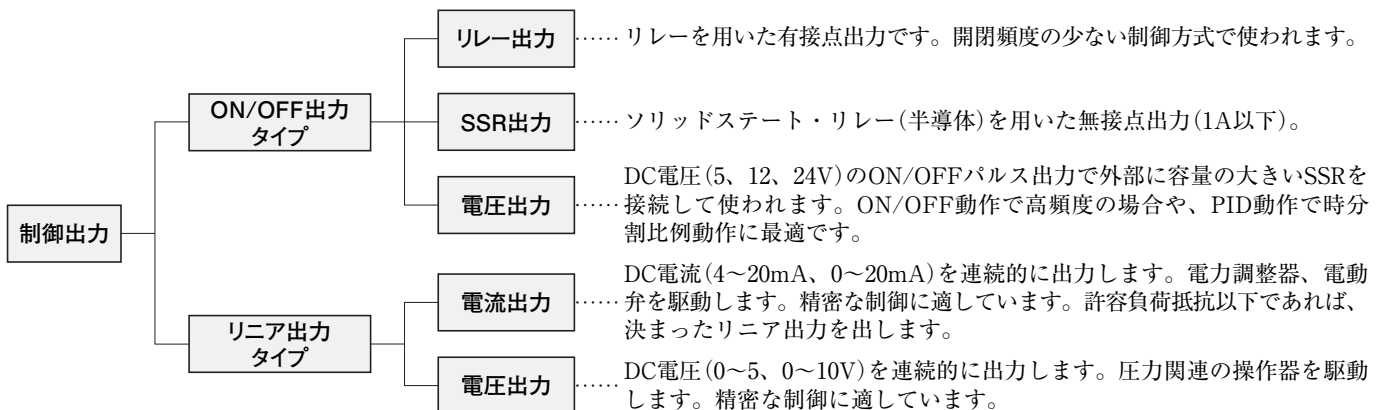 制御出力
ON/OFF出力
タイプ
リレー出力
……リレーを用いた有接点出力です。開閉頻度の少ない制御方式で使われます。
SSR出力
……ソリッドステート・リレー(半導体)を用いた無接点出力(1A以下)。
電圧出力
DC電圧(5、12、24V)のON/OFFパルス出力で外部に容量の大きいSSRを
……接続して使われます。ON/OFF動作で高頻度の場合や、PID動作で時分
割比例動作に最適です。
リニア出力
タイプ
電流出力
DC電流(4〜20mA、0〜20mA)を連続的に出力します。電力調整器、電動
……弁を駆動します。精密な制御に適しています。許容負荷抵抗以下であれば、
決まったリニア出力を出します。
電圧出力
DC電圧(0〜5、0〜10V)を連続的に出力します。圧力関連の操作器を駆動
……します。精密な制御に適しています。